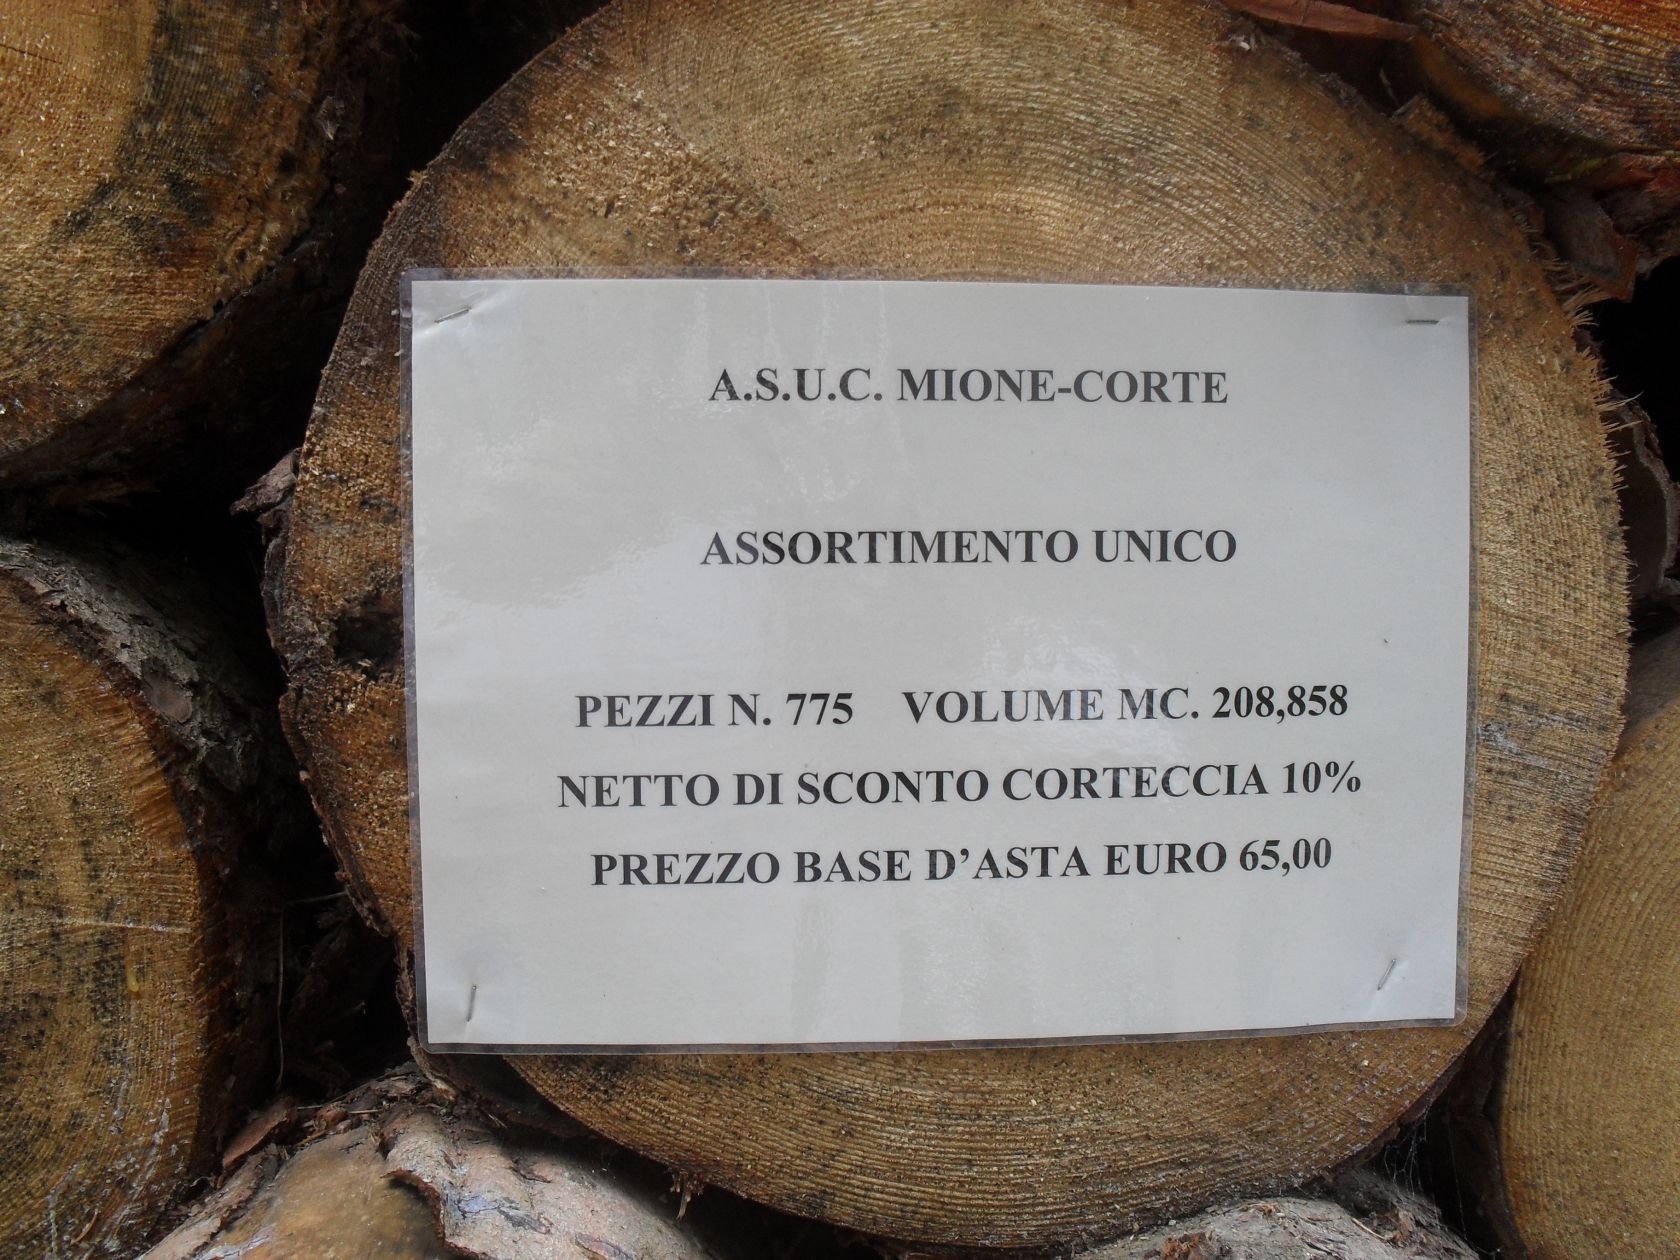 A.S.U.C. MIONE-CORTE
ASSORTIMENTO UNICO
PEZZI N. 775 VOLUME MC. 208,858
NETTO DI SCONTO CORTECCIA 10%
PREZZO BASE D’ASTA EURO 65,00